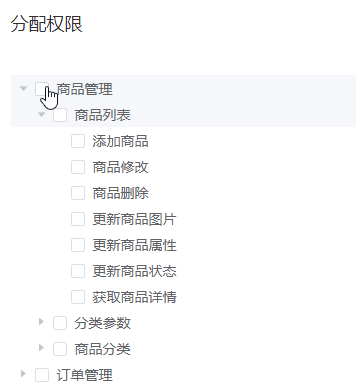 分配权限
商品管理
商品列表
添加商品
商品修改
商品删除
更新商品图片
更新商品属性
更新商品状态
获取商品详情
分类参数
商品分类
订单管理